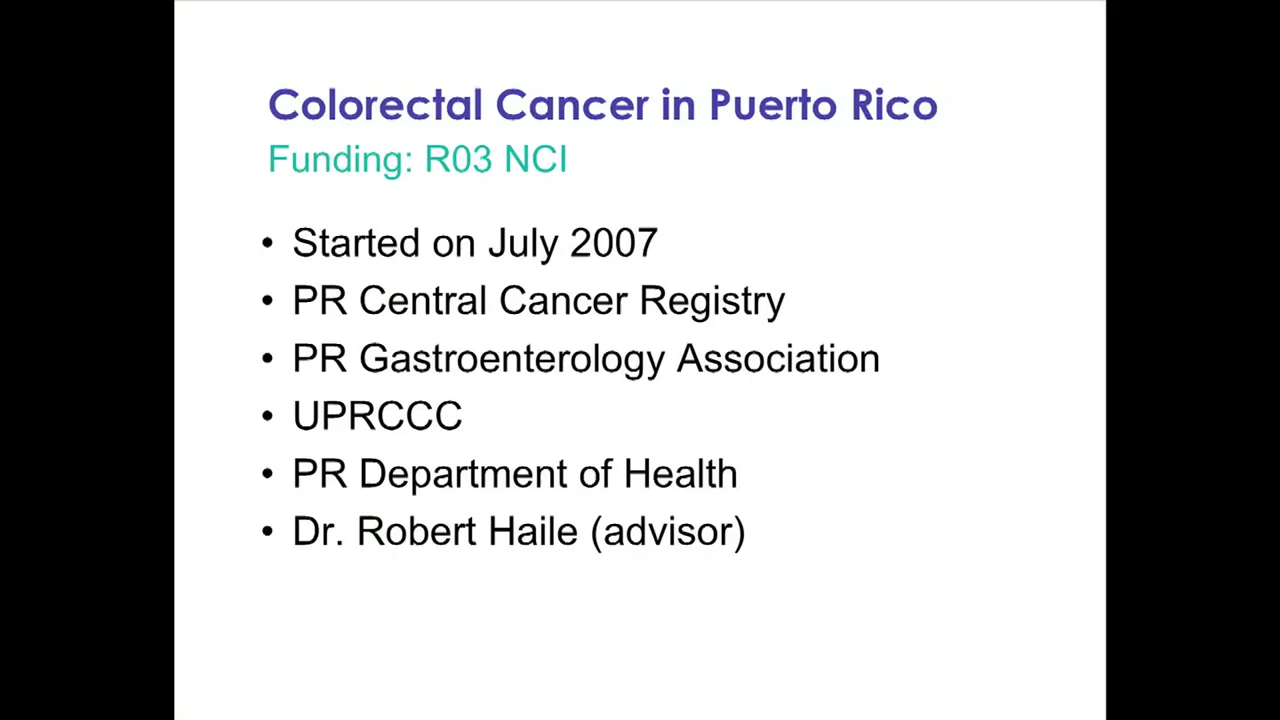 Colorectal Cancer in Puerto Rico
Funding: R03 NCI
• Started on July 2007
• PR Central Cancer Registry
• PR Gastroenterology Association
• UPRCCC
• PR Department of Health
• Dr. Robert Haile (advisor)